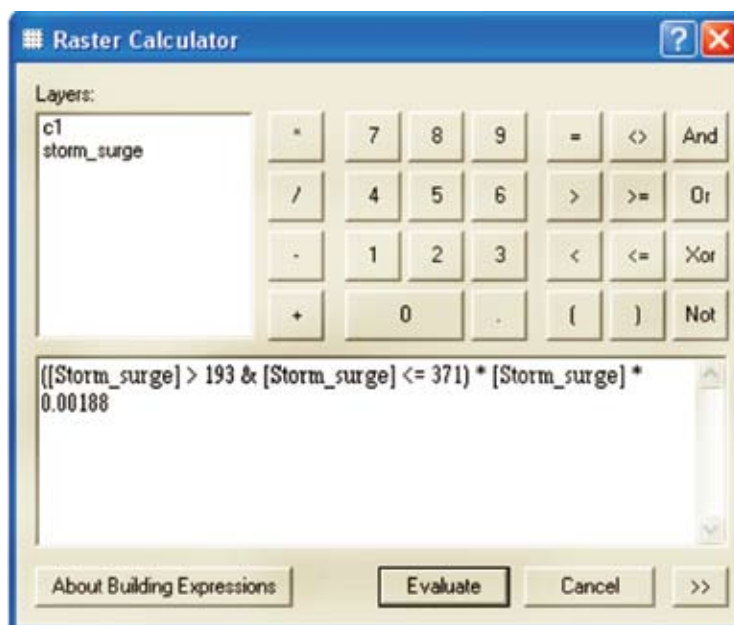 Raster Calculator
Layers:
c1
storm_surge
* 7 8 9 = <> And
/ 4 5 6 > >= Or
- 1 2 3 < <= Xor
+ 0 . ( ) Not
([Storm_surge] > 193 & [Storm_surge] <= 371) * [Storm_surge] *
0.00188
About Building Expressions Evaluate Cancel >>